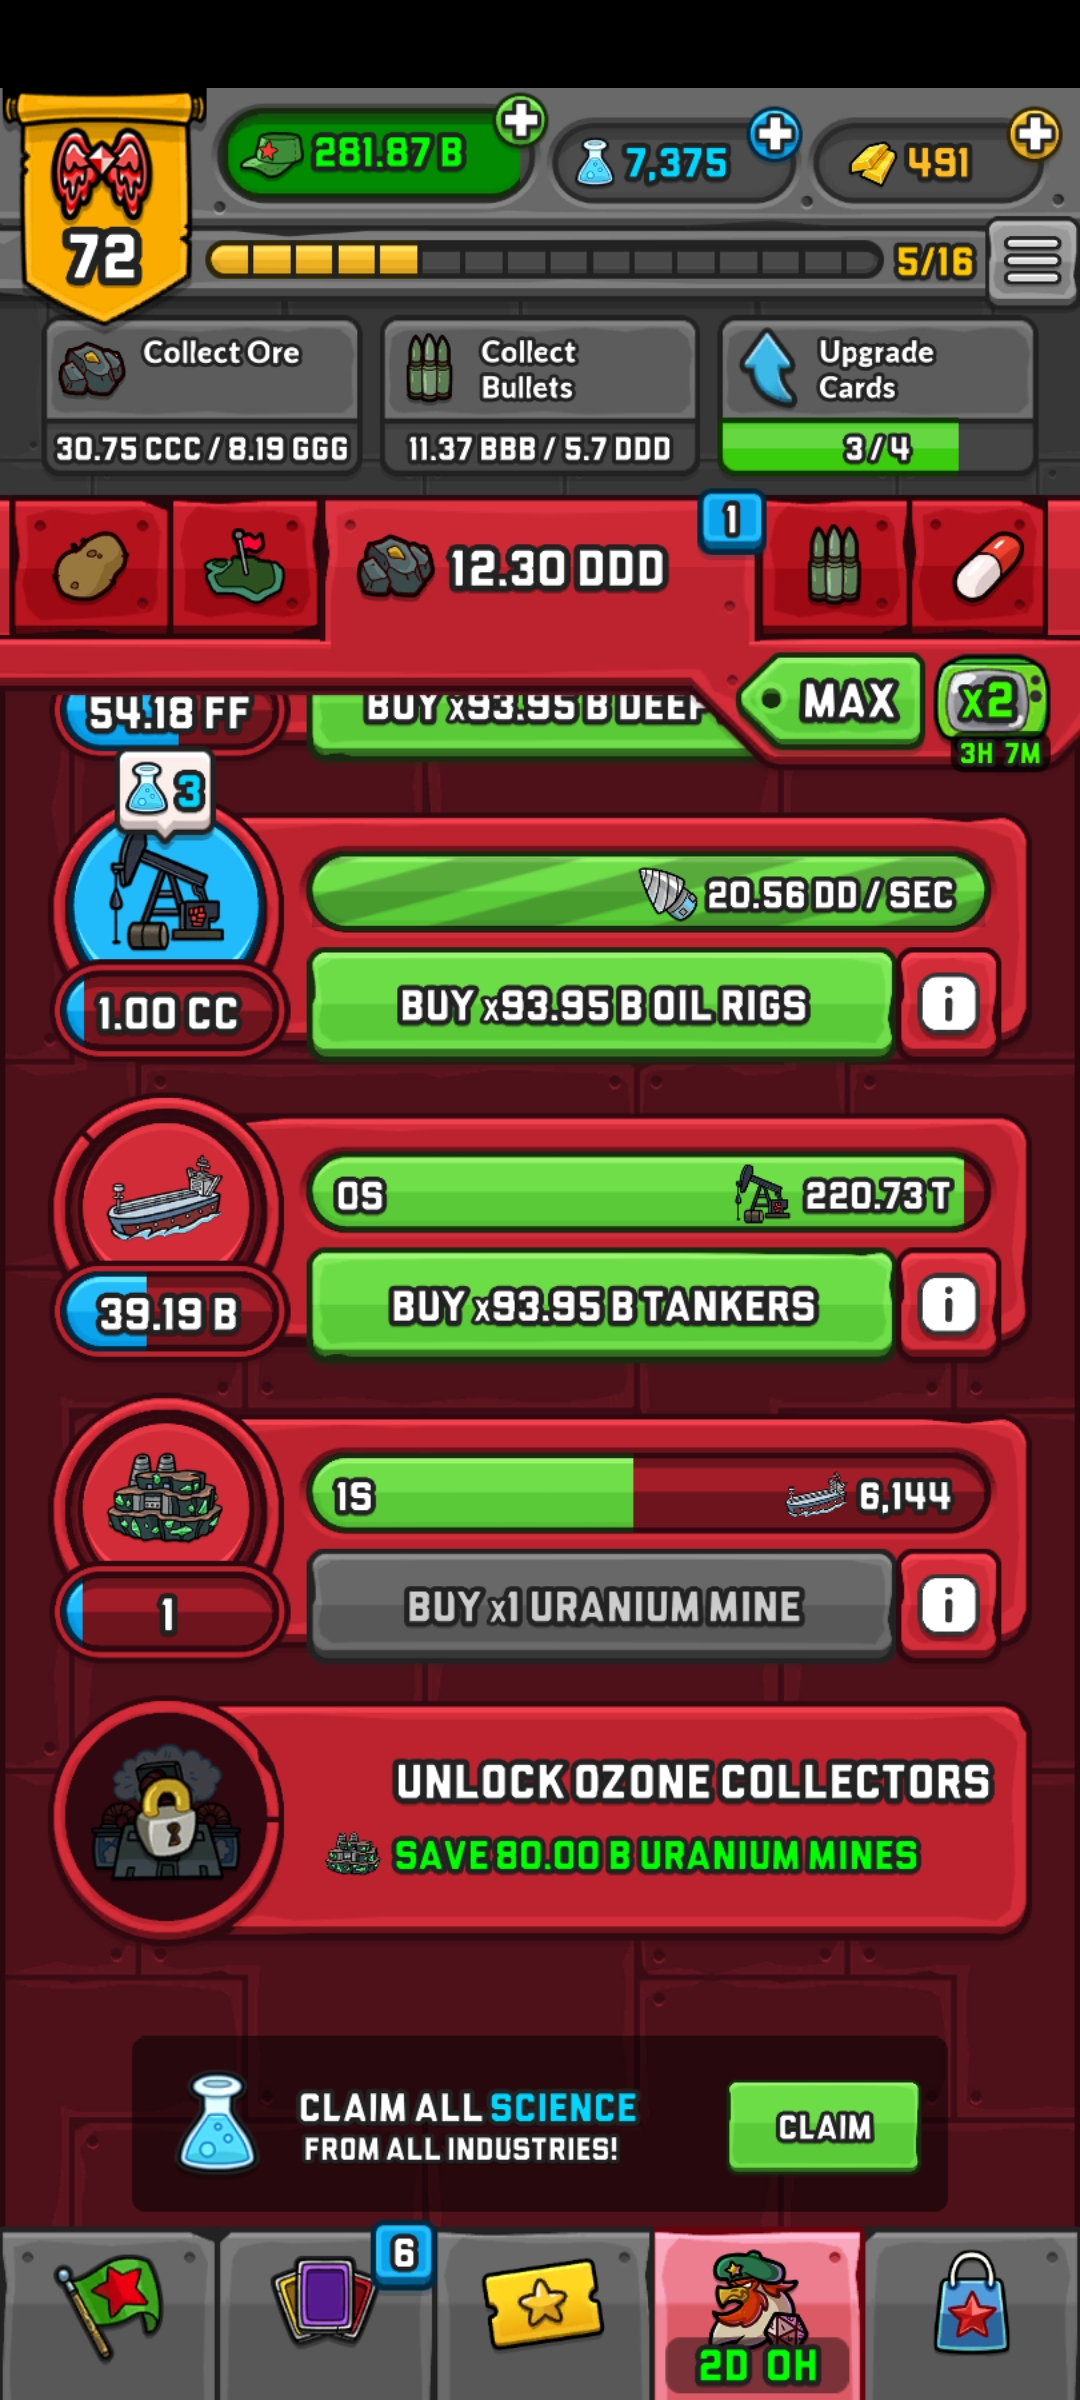 281.87 B
7,375
491
72
5/16
Collect Ore
30.75 CCC / 8.19 GGG
Collect
Bullets
11.37 BBB / 5.7 DDD
Upgrade
Cards
3/4
12.30 DDD
1
MAX
x2
3H 7M
54.18 FF
BUY x93.95 B DEEP
3
20.56 DD / SEC
1.00 CC
BUY x93.95 B OIL RIGS
i
0S
220.73 T
39.19 B
BUY x93.95 B TANKERS
i
1S
6,144
1
BUY x1 URANIUM MINE
i
UNLOCK OZONE COLLECTORS
SAVE 80.00 B URANIUM MINES
CLAIM ALL SCIENCE
FROM ALL INDUSTRIES!
CLAIM
6
2D 0H